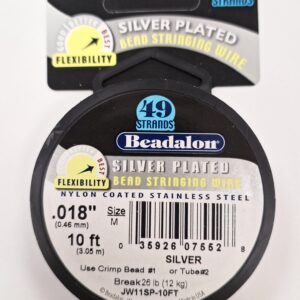 GOOD BETTER BEST
FLEXIBILITY
SILVER PLATED
BEAD STRINGING WIRE
STRANDS
49
STRANDS
Beadalon
BEST
FLEXIBILITY
SILVER PLATED
BEAD STRINGING WIRE
NYLON COATED STAINLESS STEEL
.018"
(0.46 mm)
Size
M
10 ft
(3.05 m)
0 35926 07552 8
SILVER
Use Crimp Bead #1 or Tube#2
Break 26 lb (12 kg)
JW11SP-10FT